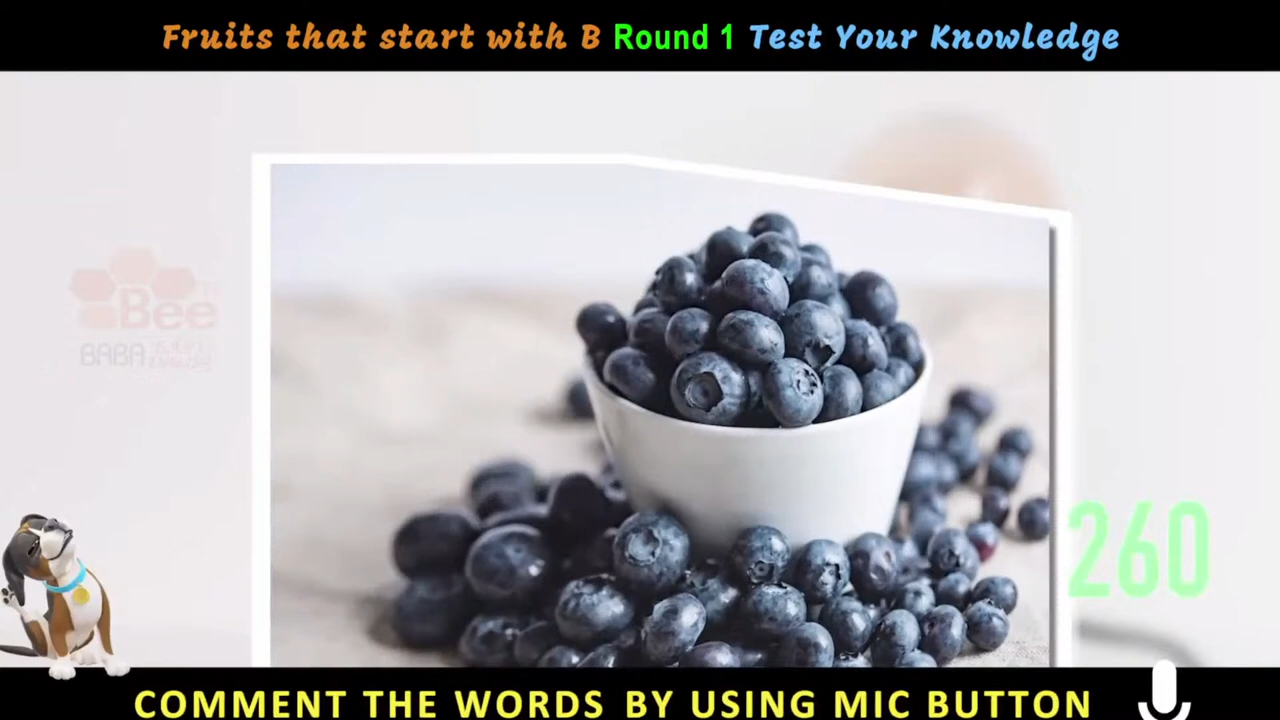 Fruits that start with B Round 1 Test Your Knowledge
Bee
BABA
260
COMMENT THE WORDS BY USING MIC BUTTON